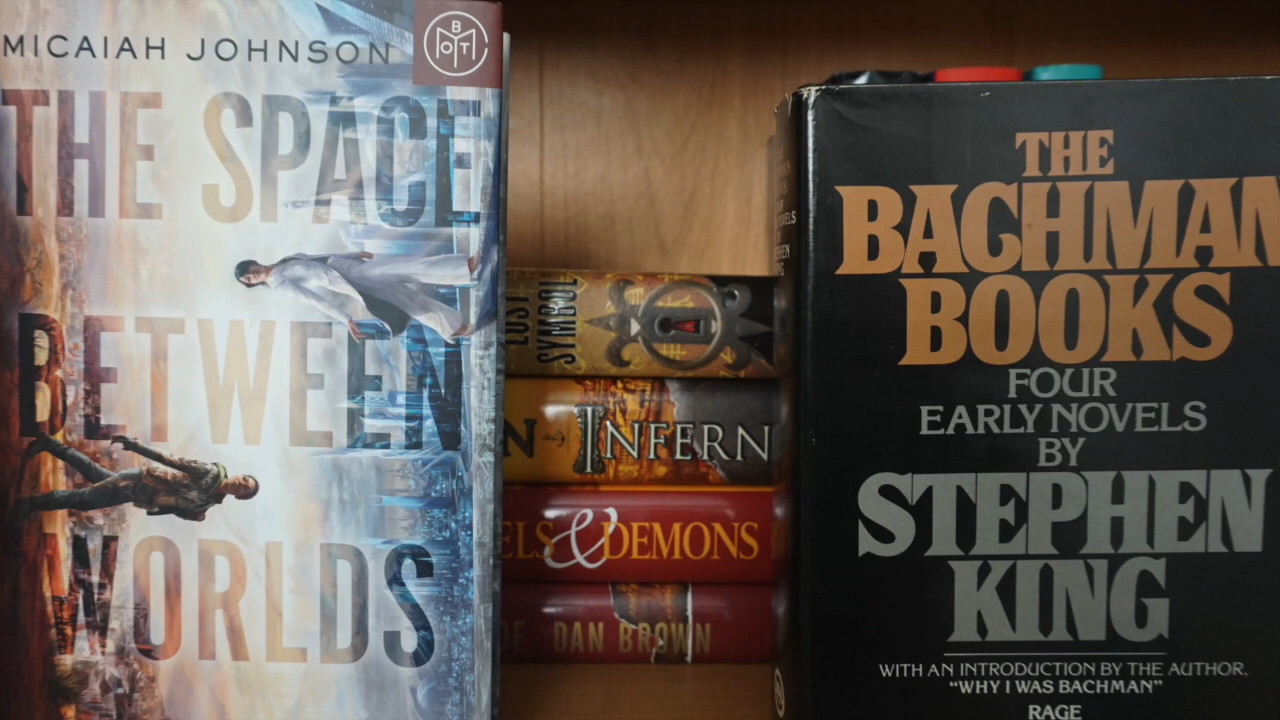 MICAIAH JOHNSON
BOTM
THE SPACE
BETWEEN
WORLDS
LOST
SYMBOL
N INFERN
ELS & DEMONS
DE DAN BROWN
THE
BACHMAN
BOOKS
FOUR
EARLY NOVELS
BY
STEPHEN
KING
WITH AN INTRODUCTION BY THE AUTHOR,
“WHY I WAS BACHMAN”
RAGE